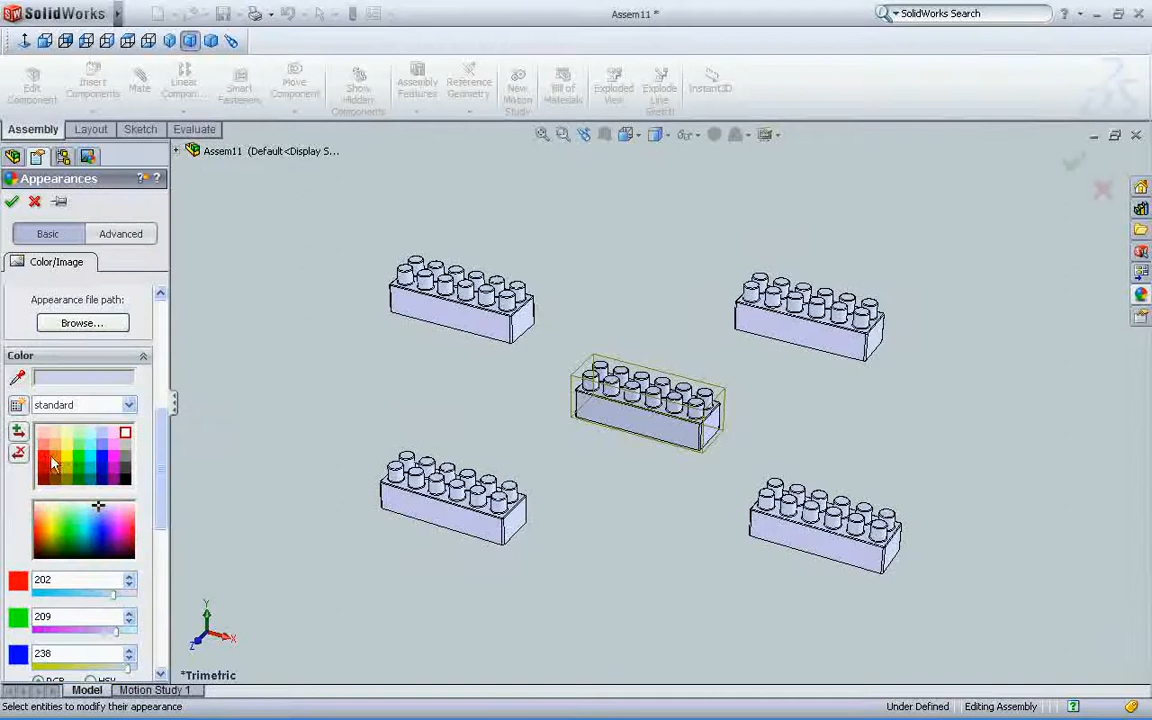 SolidWorks
Assem11 *
SolidWorks Search
Edit Component
Insert Components
Mate
Linear Compon...
Smart Fasteners
Move Component
Show Hidden Components
Assembly Features
Reference Geometry
New Motion Study
Bill of Materials
Exploded View
Explode Line Sketch
Instant3D
Assembly
Layout
Sketch
Evaluate
Assem11 (Default<Display S...
Appearances
Basic
Advanced
Color/Image
Appearance file path:
Browse...
Color
standard
202
209
238
RGB
HSV
Y
X
Z
*Trimetric
Model
Motion Study 1
Select entities to modify their appearance
Under Defined
Editing Assembly